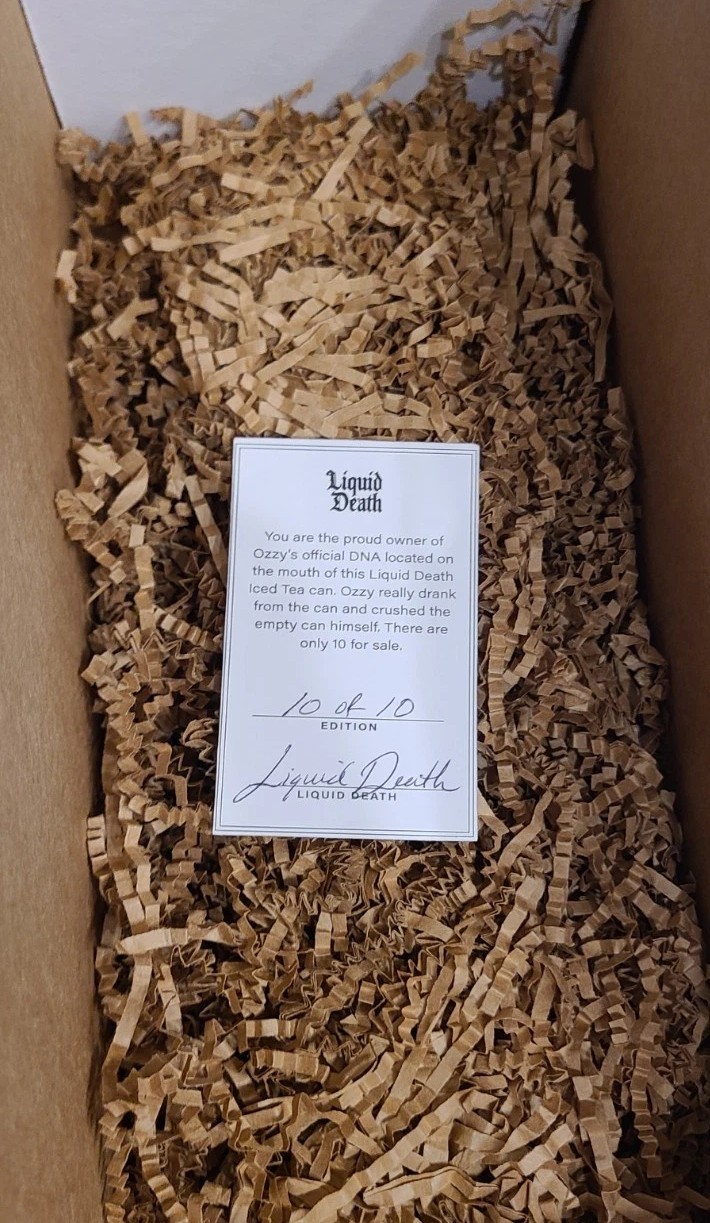 Liquid
Death
You are the proud owner of
Ozzy's official DNA located on
the mouth of this Liquid Death
Iced Tea can. Ozzy really drank
from the can and crushed the
empty can himself. There are
only 10 for sale.
10 of 10
EDITION
Liquid Death
LIQUID DEATH